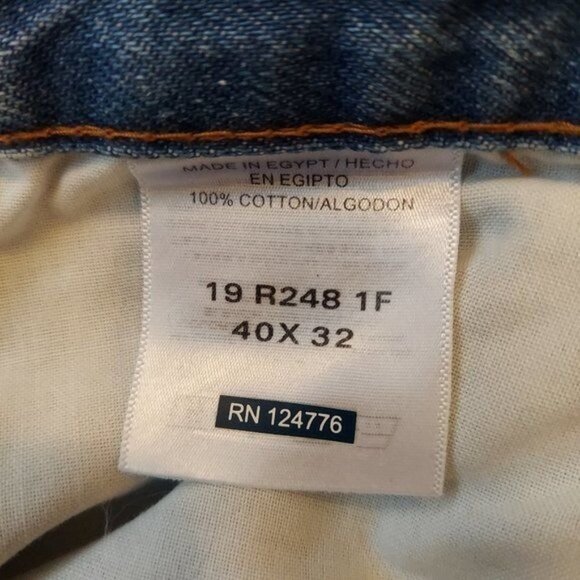 MADE IN EGYPT / HECHO
EN EGIPTO
100% COTTON/ALGODON
19 R248 1F
40X 32
RN 124776